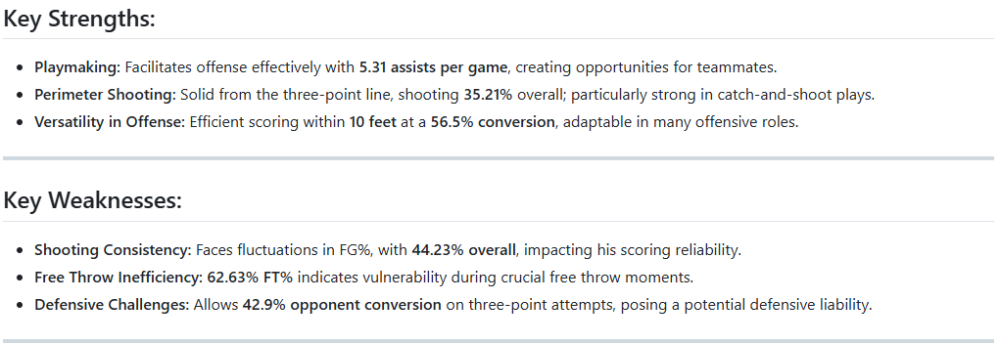 Key Strengths:
• Playmaking: Facilitates offense effectively with 5.31 assists per game, creating opportunities for teammates.
• Perimeter Shooting: Solid from the three-point line, shooting 35.21% overall; particularly strong in catch-and-shoot plays.
• Versatility in Offense: Efficient scoring within 10 feet at a 56.5% conversion, adaptable in many offensive roles.
Key Weaknesses:
• Shooting Consistency: Faces fluctuations in FG%, with 44.23% overall, impacting his scoring reliability.
• Free Throw Inefficiency: 62.63% FT% indicates vulnerability during crucial free throw moments.
• Defensive Challenges: Allows 42.9% opponent conversion on three-point attempts, posing a potential defensive liability.